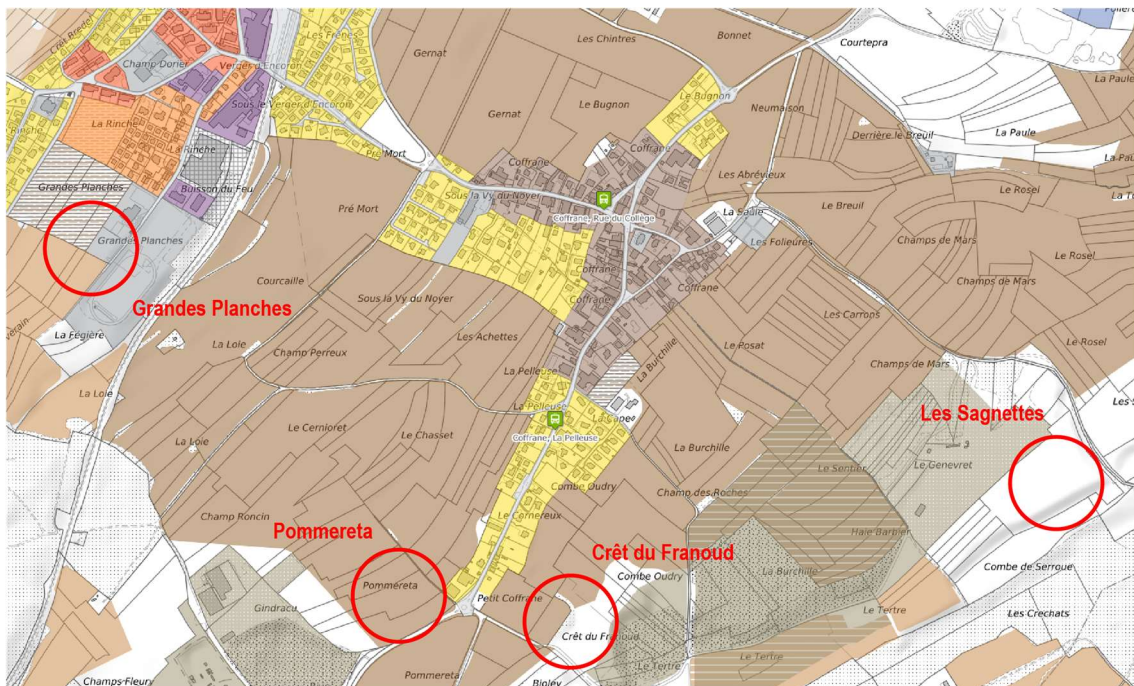 Crêt Bredel
Les Frênes
Gernat
Les Chintres
Bonnet
Courtepra
Champ Dorier
Verger d'Encoron
La Paule
Sous le Verger d'Encoron
Le Bugnon
Le Bugnon
Neumaison
La Rinche
Gernat
Derrière le Breuil
La Paule
La Rinche
Pré Mort
Coffrane
Coffrane
Grandes Planches
Buisson du Feu
Sous la Vy du Noyer
Les Abrévieux
Le Rosel
Pré Mort
Coffrane, Rue du Collège
La Saule
Le Breuil
Grandes Planches
Les Folieures
Champs de Mars
Le Rosel
Coffrane
Courcaille
Coffrane
Coffrane
Champs de Mars
Grandes Planches
Sous la Vy du Noyer
Les Carrons
La Fégière
Les Achettes
La Loie
Champ Perreux
Le Posat
Le Rosel
La Burchille
Champs de Mars
La Pelleuse
La Loie
La Pelleuse
Les Sagnettes
Le Cernioret
Le Chasset
Coffrane, La Pelleuse
La Loie
La Burchille
3
Le Sentier
Le Genevret
Combe Oudry
Champ des Roches
Champ Roncin
Le Cornereux
Pommereta
Haie Barbier
Crêt du Franoud
Combe de Serroue
Combe Oudry
La Burchille
Pommereta
Gindracu
Petit Coffrane
Le Tertre
Les Crechats
Crêt du Franoud
Le Tertre
Le Tertre
Pommereta
Champs-Fleury
Bioley